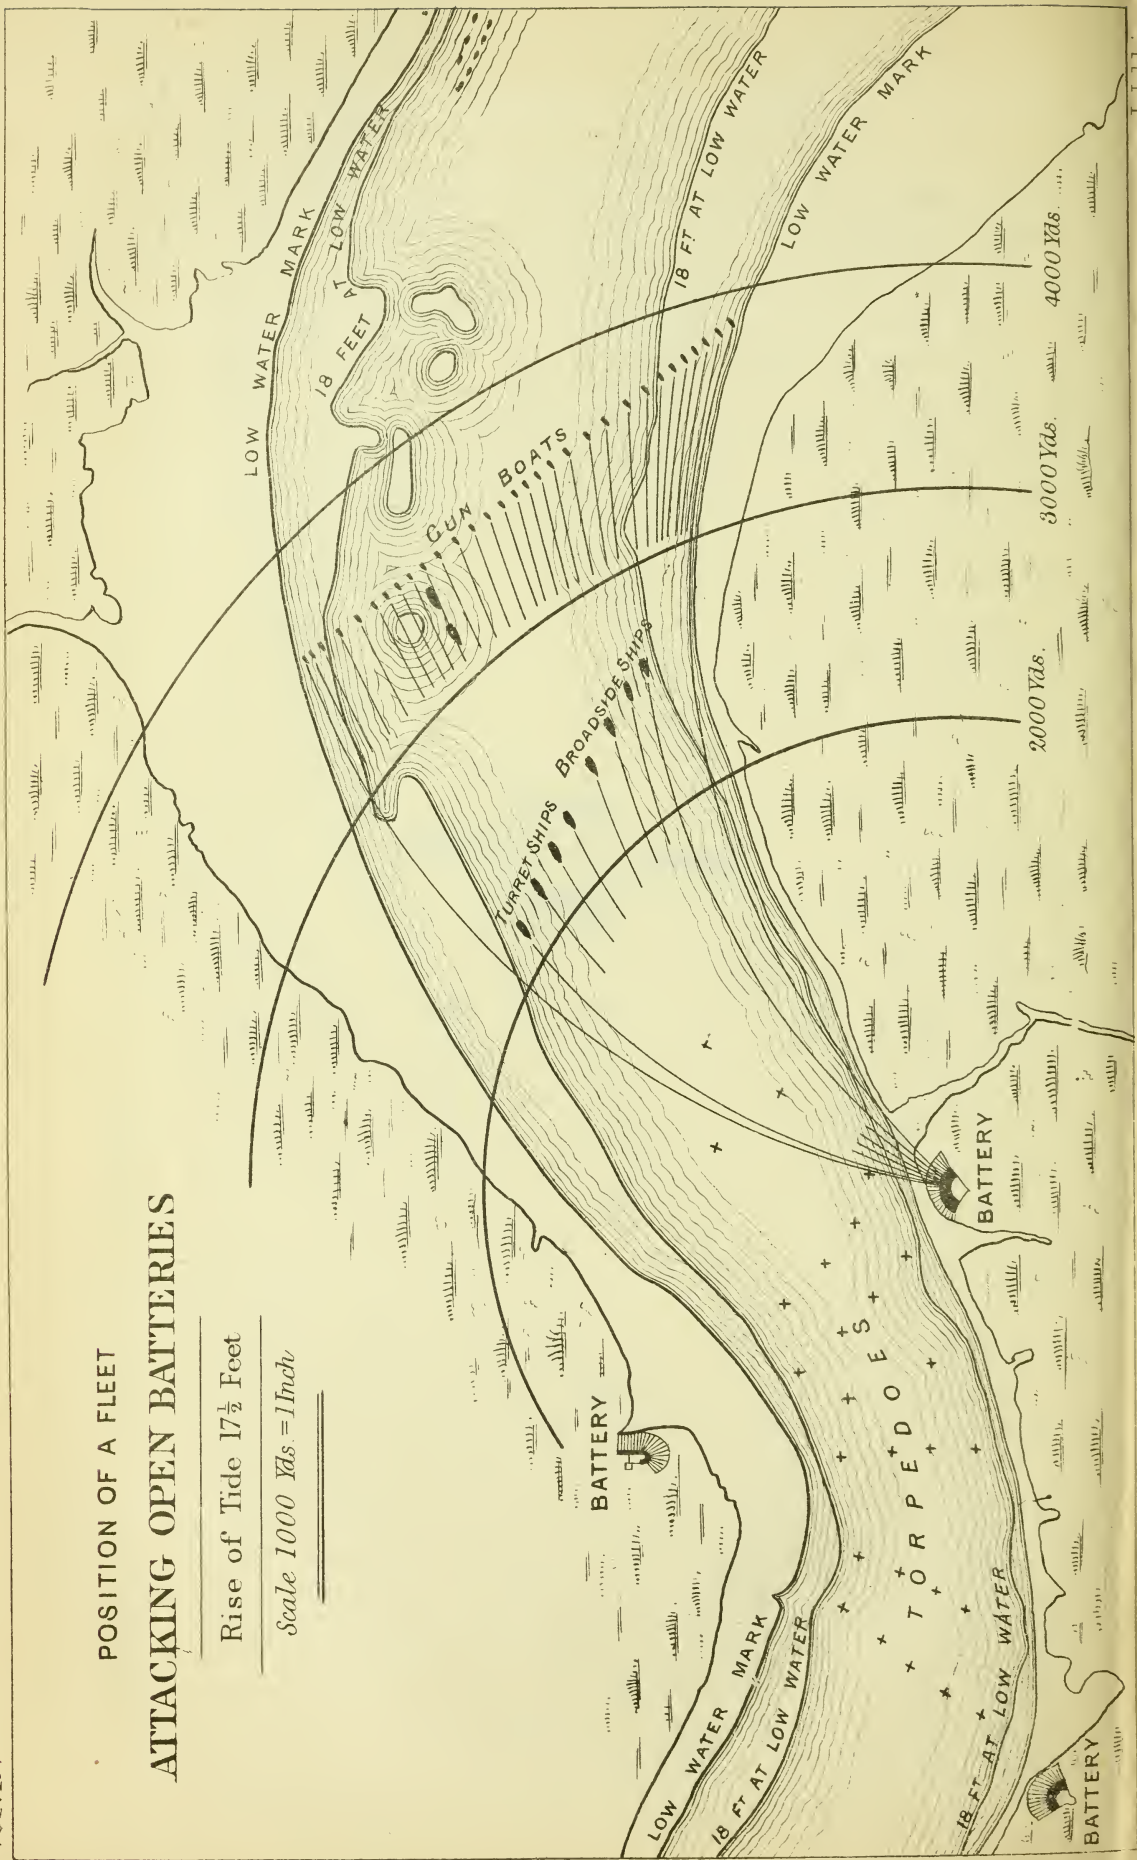 POSITION OF A FLEET
ATTACKING OPEN BATTERIES
Rise of Tide 17½ Feet
Scale 1000 Yds. = 1 Inch
LOW WATER MARK
18 FEET AT LOW WATER
18 FT AT LOW WATER
LOW WATER MARK
GUN BOATS
BROADSIDE SHIPS
TURRET SHIPS
4000 Yds.
3000 Yds.
2000 Yds.
BATTERY
BATTERY
TORPEDOES
LOW WATER MARK
18 FT AT LOW WATER
18 FT AT LOW WATER
BATTERY